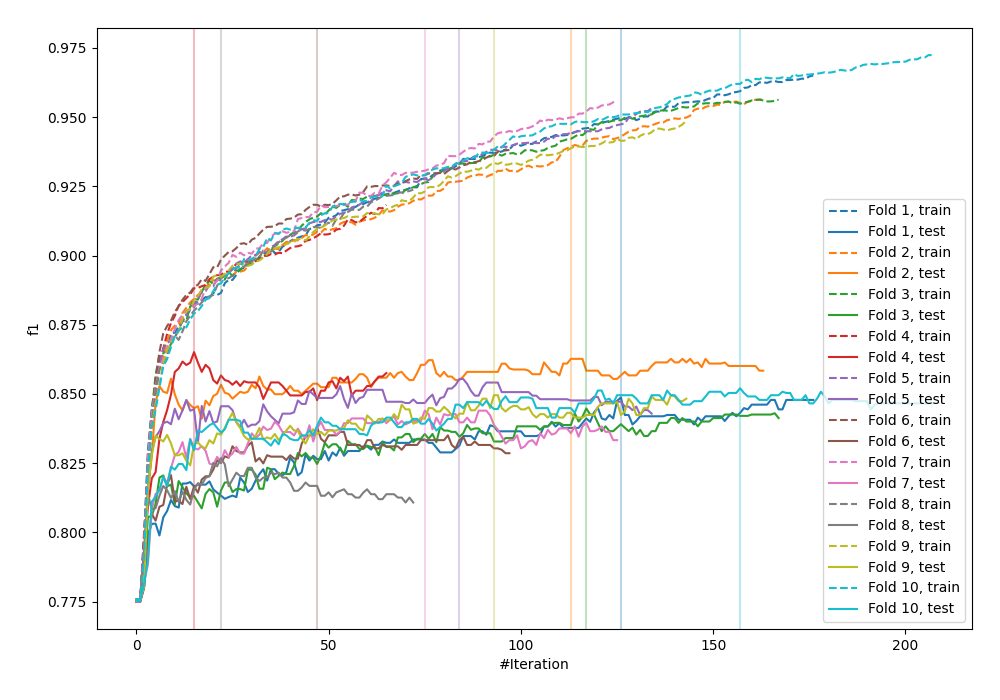 0.975
0.950
0.925
0.900
0.875
0.850
0.825
0.800
0.775
f1
0
50
100
150
200
#Iteration
Fold 1, train
Fold 1, test
Fold 2, train
Fold 2, test
Fold 3, train
Fold 3, test
Fold 4, train
Fold 4, test
Fold 5, train
Fold 5, test
Fold 6, train
Fold 6, test
Fold 7, train
Fold 7, test
Fold 8, train
Fold 8, test
Fold 9, train
Fold 9, test
Fold 10, train
Fold 10, test